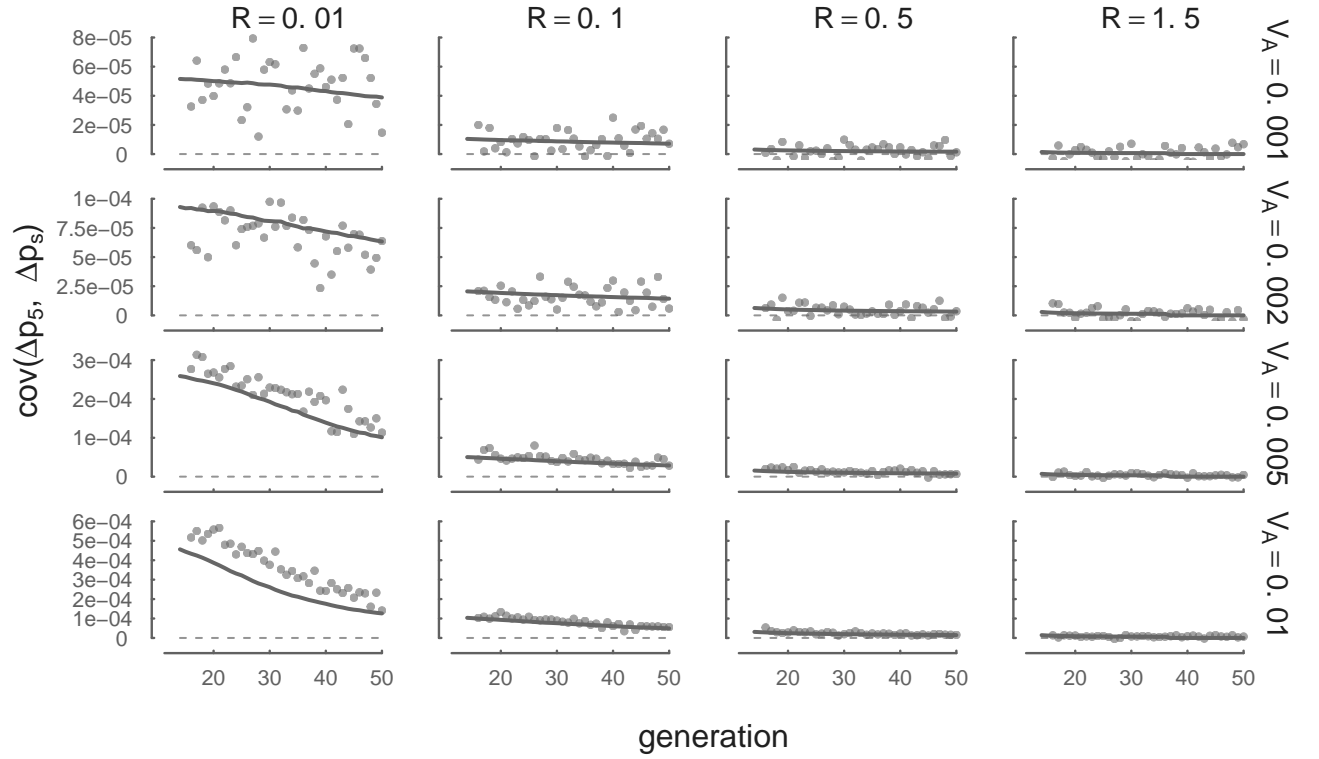 R = 0. 01 R = 0. 1 R = 0. 5 R = 1. 5
8e−05
6e−05
4e−05
2e−05
0
V_A = 0. 001
1e−04
7.5e−05
5e−05
2.5e−05
0
V_A = 0. 002
cov(Δp₅, Δpₛ)
3e−04
2e−04
1e−04
0
V_A = 0. 005
6e−04
5e−04
4e−04
3e−04
2e−04
1e−04
0
V_A = 0. 01
20 30 40 50 20 30 40 50 20 30 40 50 20 30 40 50
generation